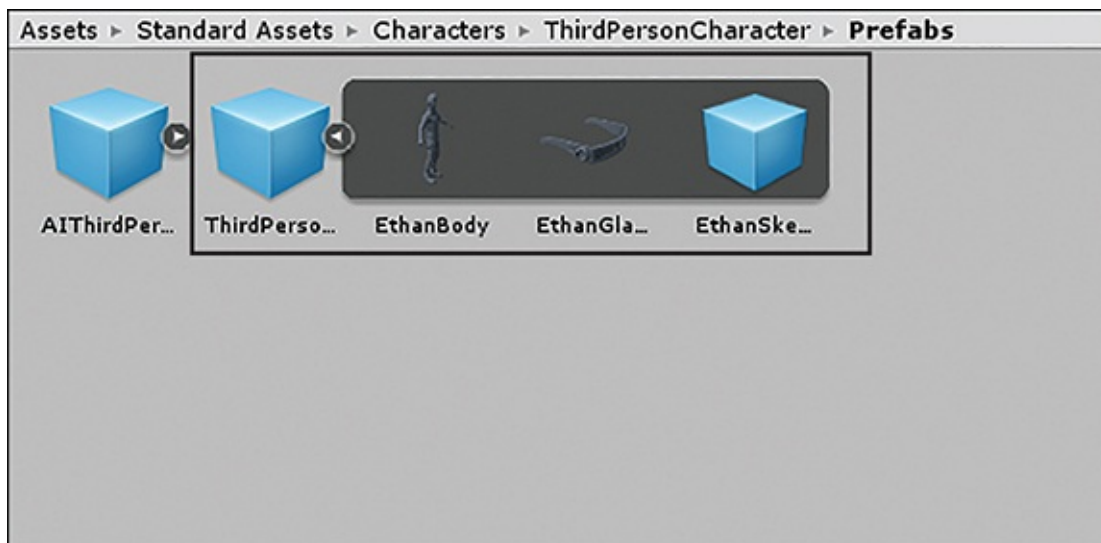 Assets ▸ Standard Assets ▸ Characters ▸ ThirdPersonCharacter ▸ Prefabs
AIThirdPer... ThirdPerso... EthanBody EthanGla... EthanSke...